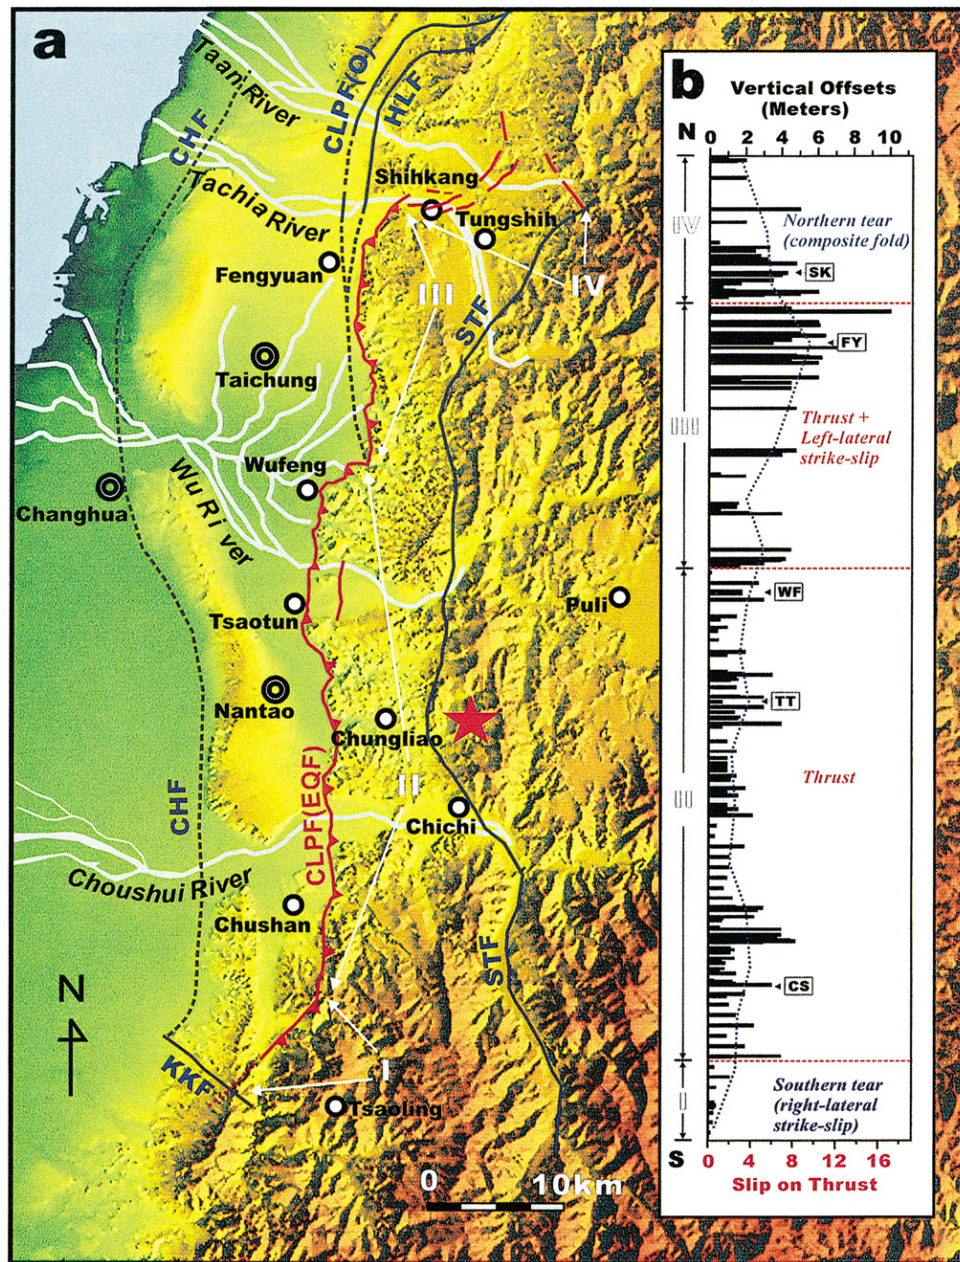 a
Taan River
CHF
CLPF(O)
HLF
Tachia River
Shihkang
Tungshih
Fengyuan
III
IV
STF
Taichung
Wufeng
Changhua
Wu Ri ver
Tsaotun
Puli
Nantao
Chungliao
II
CHF
CLPF(EQF)
Chichi
Choushui River
Chushan
STF
N
KKF
I
Tsaoling
0 10km
b
Vertical Offsets
(Meters)
N 0 2 4 6 8 10
IV
Northern tear
(composite fold)
SK
FY
III
Thrust +
Left-lateral
strike-slip
WF
TT
II
Thrust
CS
I
Southern tear
(right-lateral
strike-slip)
S 0 4 8 12 16
Slip on Thrust